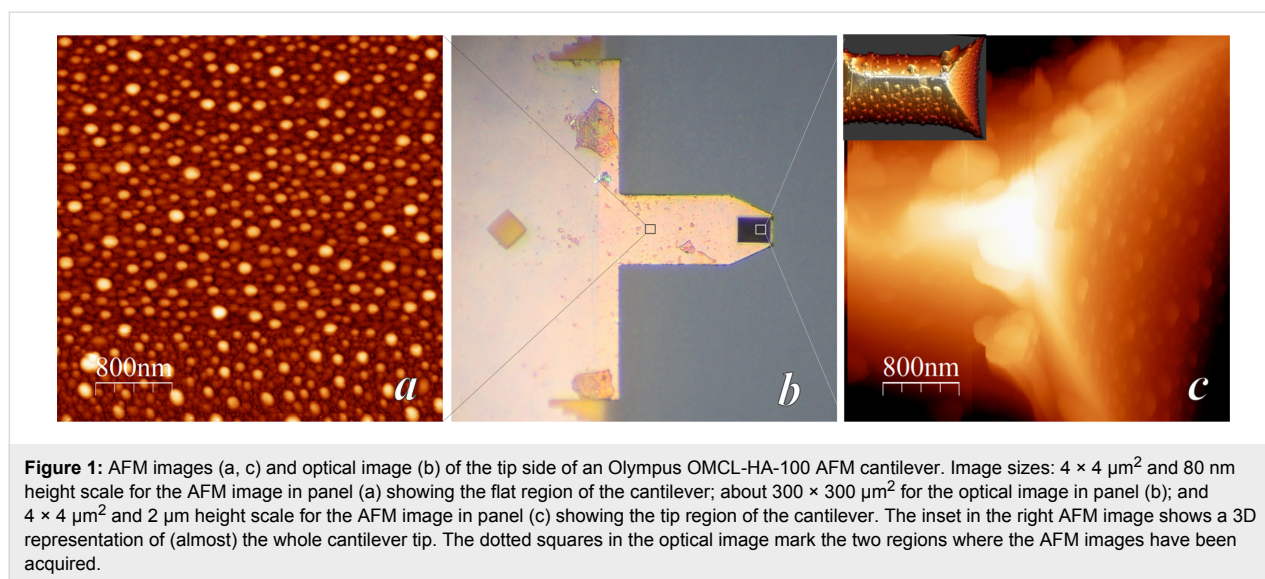 800nm
a
b
800nm
c
Figure 1: AFM images (a, c) and optical image (b) of the tip side of an Olympus OMCL-HA-100 AFM cantilever. Image sizes: 4 × 4 µm² and 80 nm
height scale for the AFM image in panel (a) showing the flat region of the cantilever; about 300 × 300 µm² for the optical image in panel (b); and
4 × 4 µm² and 2 µm height scale for the AFM image in panel (c) showing the tip region of the cantilever. The inset in the right AFM image shows a 3D
representation of (almost) the whole cantilever tip. The dotted squares in the optical image mark the two regions where the AFM images have been
acquired.